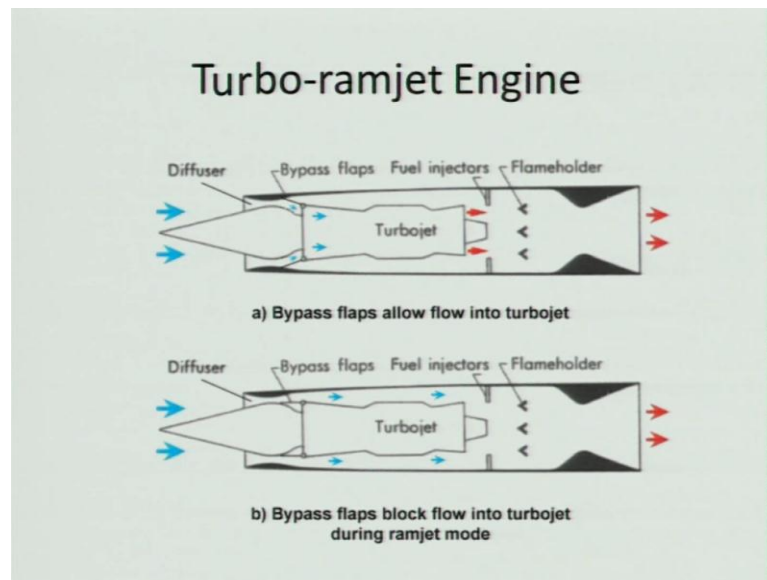 Turbo-ramjet Engine
Diffuser Bypass flaps Fuel injectors Flameholder
Turbojet
a) Bypass flaps allow flow into turbojet
Diffuser Bypass flaps Fuel injectors Flameholder
Turbojet
b) Bypass flaps block flow into turbojet
during ramjet mode